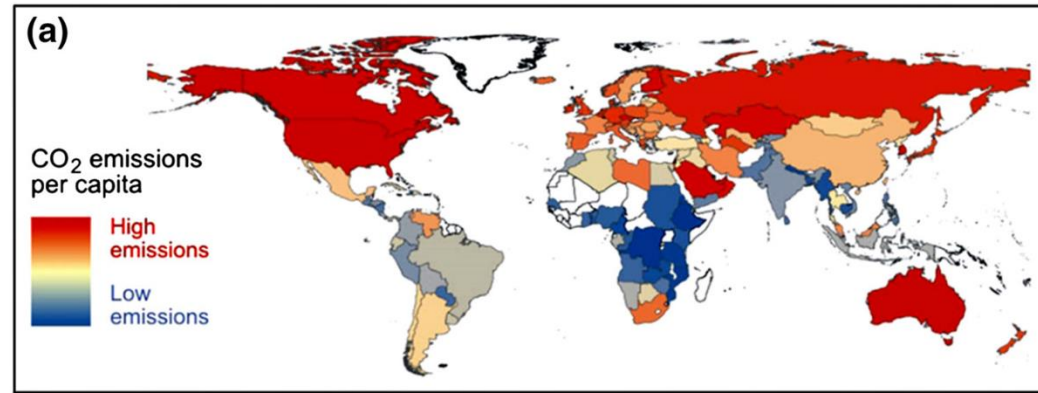 (a)
CO₂ emissions
per capita
High
emissions
Low
emissions